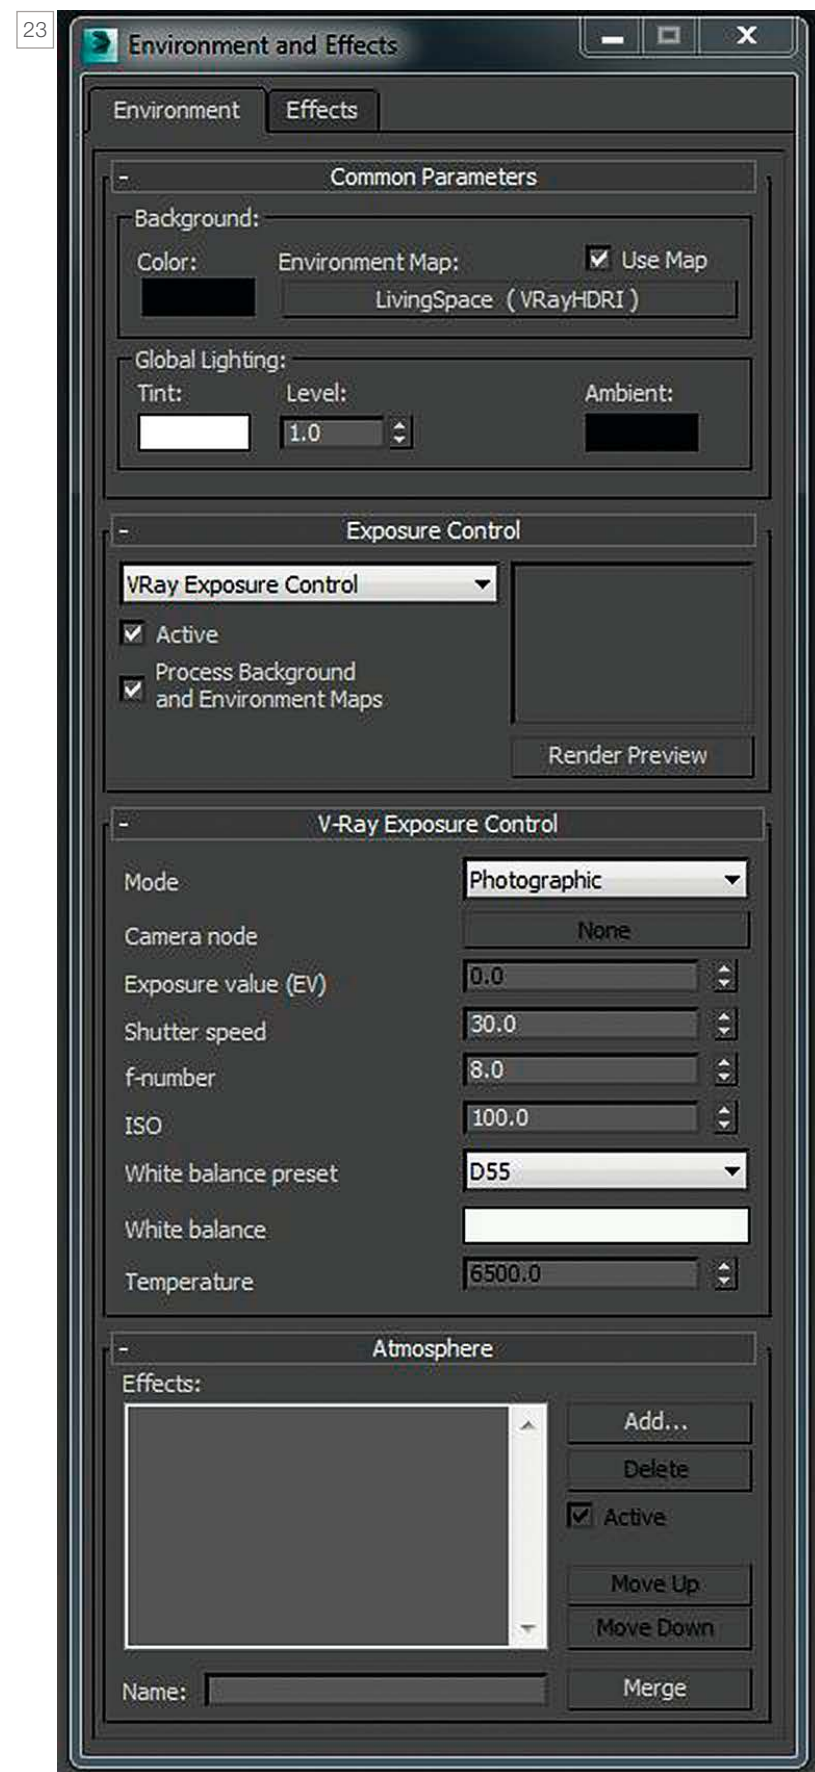 23
Environment and Effects
Environment Effects
- Common Parameters
Background:
Color: Environment Map: Use Map
LivingSpace ( VRayHDRI )
Global Lighting:
Tint: Level: Ambient:
1.0
- Exposure Control
VRay Exposure Control
Active
Process Background
and Environment Maps
Render Preview
- V-Ray Exposure Control
Mode Photographic
Camera node None
Exposure value (EV) 0.0
Shutter speed 30.0
f-number 8.0
ISO 100.0
White balance preset D55
White balance
Temperature 6500.0
- Atmosphere
Effects:
Add...
Delete
Active
Move Up
Move Down
Name: Merge